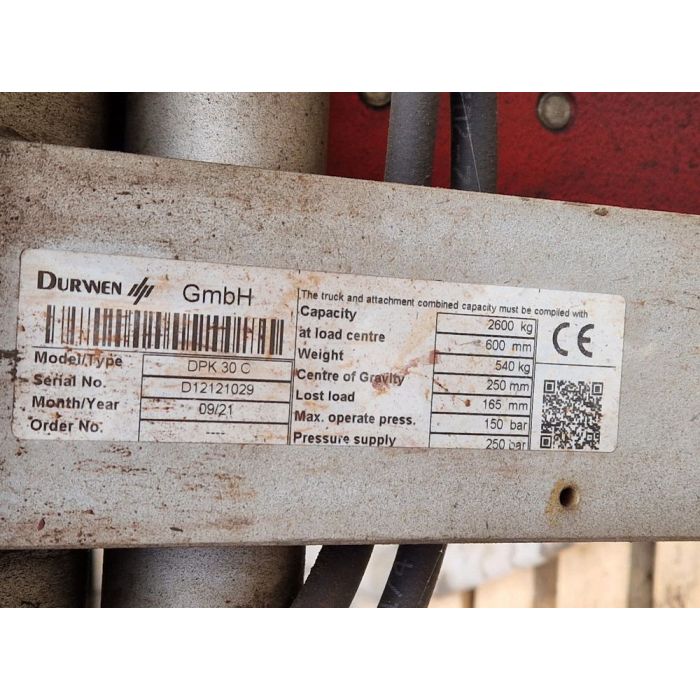 DURWEN GmbH
Model/Type DPK 30 C
Serial No. D12121029
Month/Year 09/21
Order No. ---
The truck and attachment combined capacity must be complied with
Capacity 2600 kg
at load centre 600 mm
Weight 540 kg
Centre of Gravity 250 mm
Lost load 165 mm
Max. operate press. 150 bar
Pressure supply 250 bar
CE